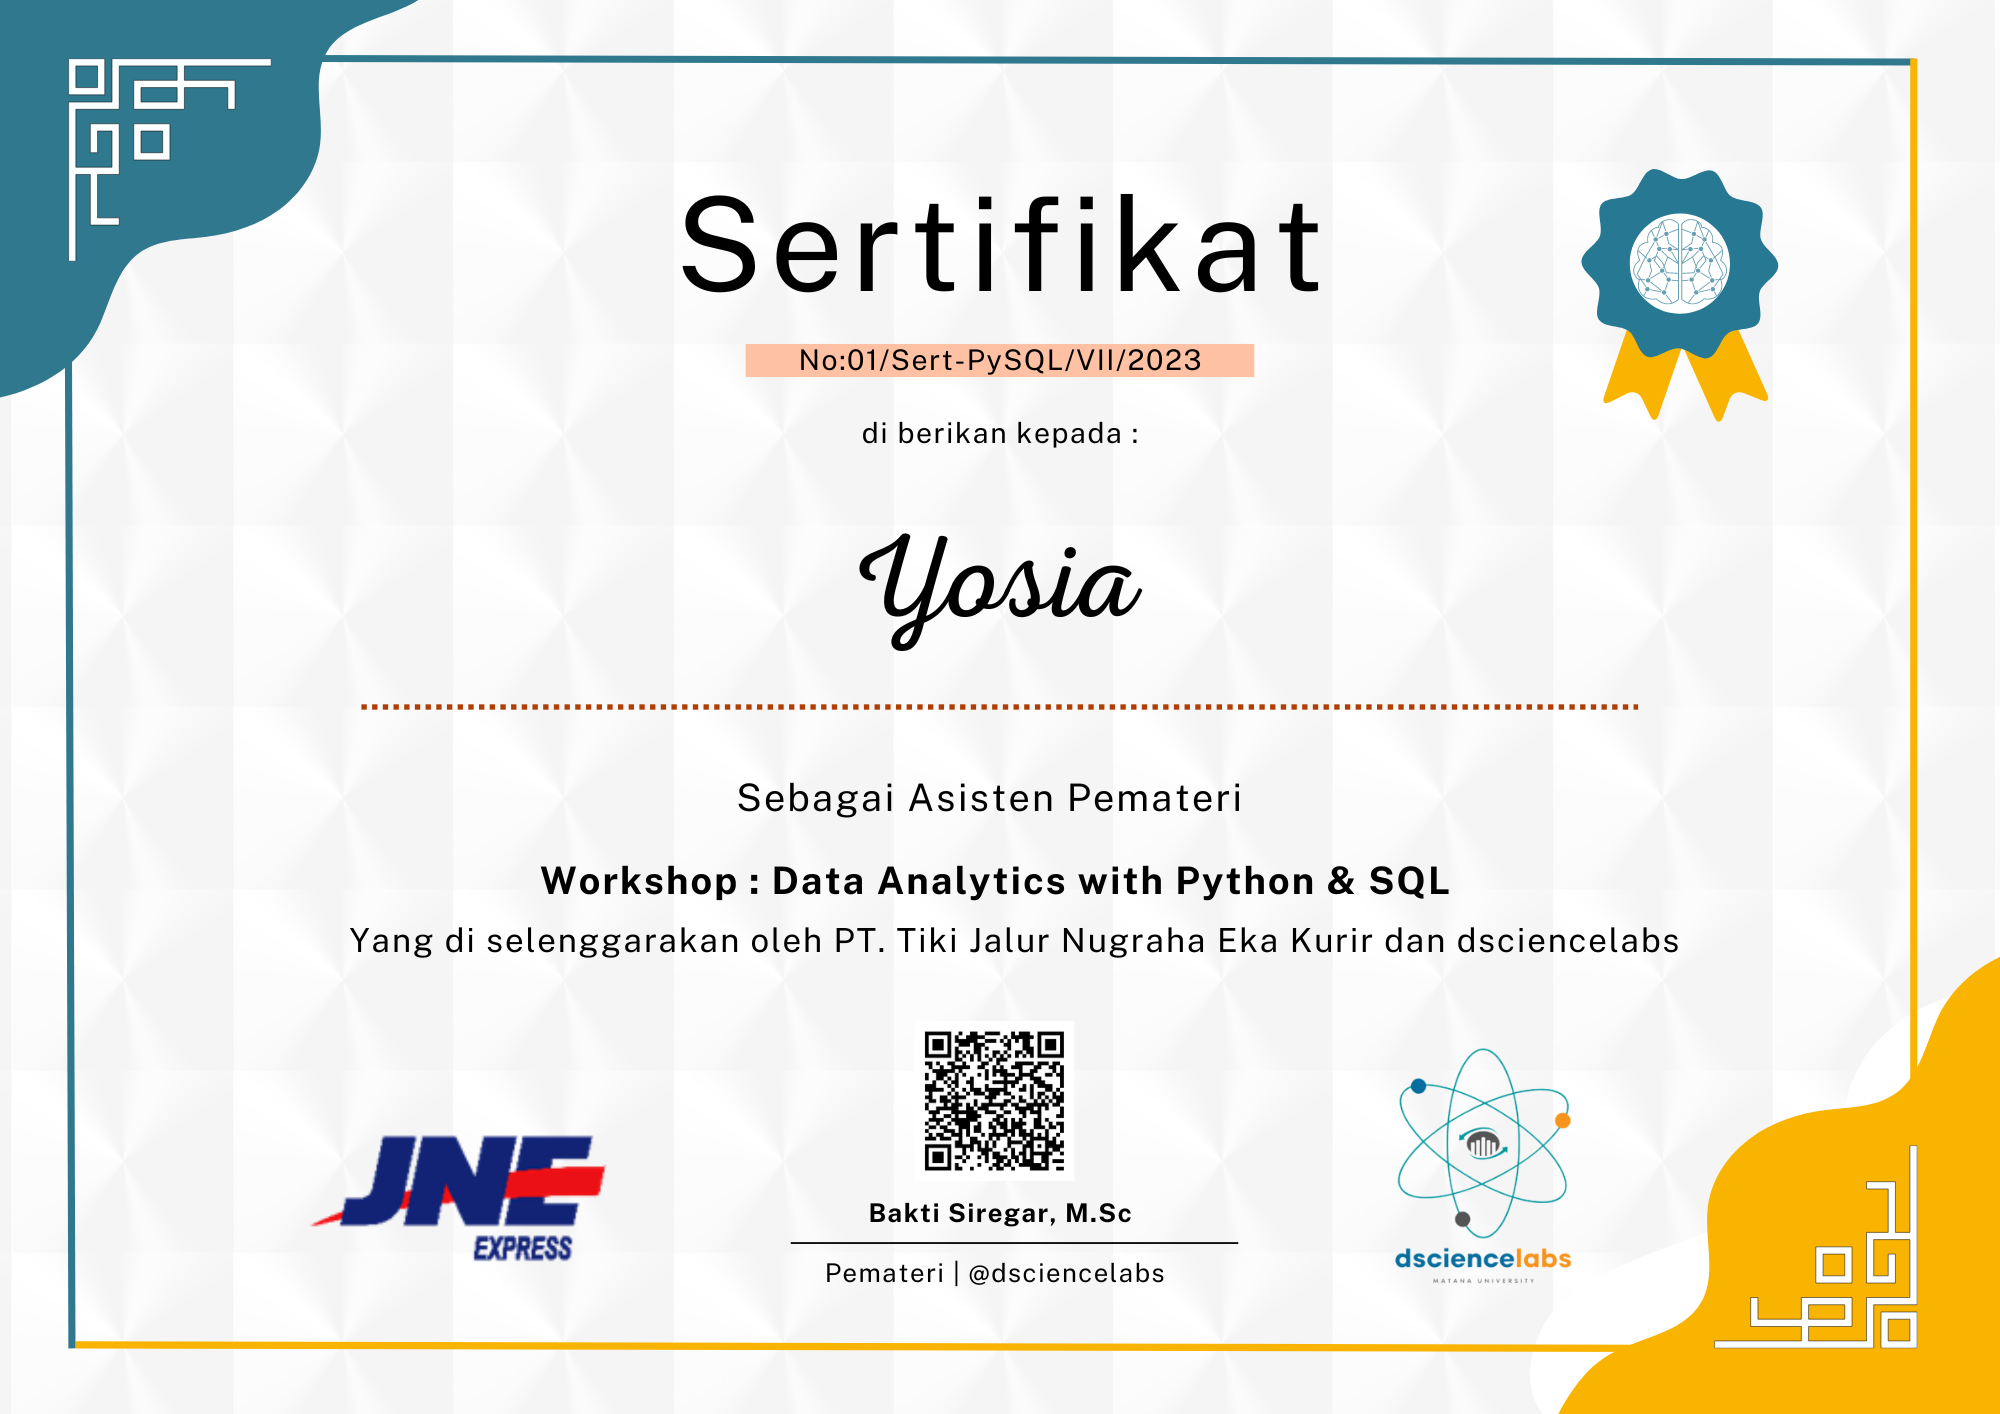 Sertifikat
No:01/Sert-PySQL/VII/2023
di berikan kepada :
Yosia
Sebagai Asisten Pemateri
Workshop : Data Analytics with Python & SQL
Yang di selenggarakan oleh PT. Tiki Jalur Nugraha Eka Kurir dan dsciencelabs
JNE
EXPRESS
Bakti Siregar, M.Sc
Pemateri | @dsciencelabs
dsciencelabs
MATANA UNIVERSITY